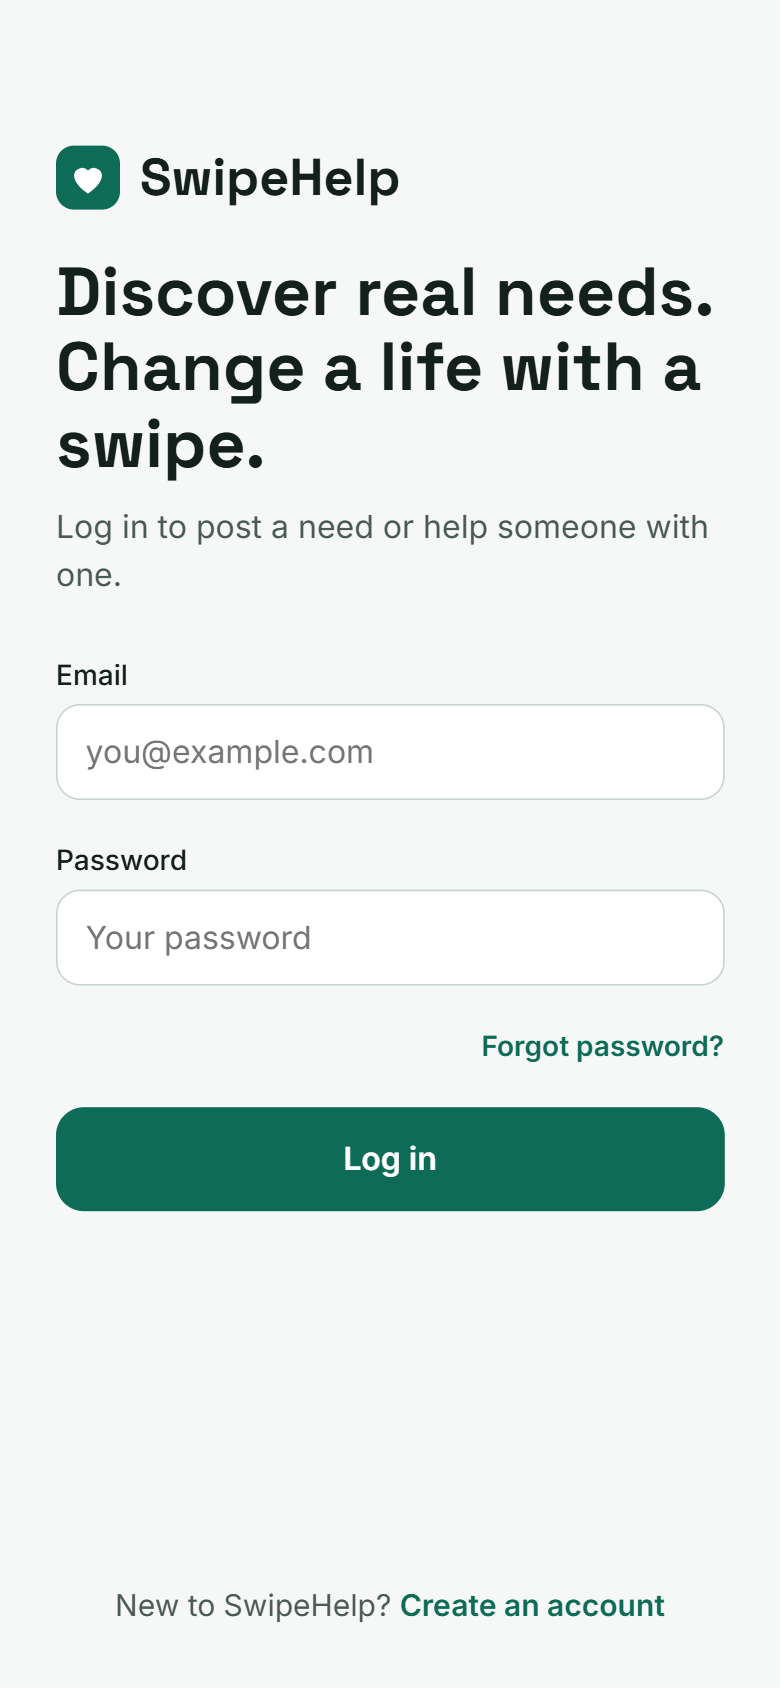 SwipeHelp
Discover real needs.
Change a life with a
swipe.
Log in to post a need or help someone with
one.
Email
you@example.com
Password
Your password
Forgot password?
Log in
New to SwipeHelp? Create an account